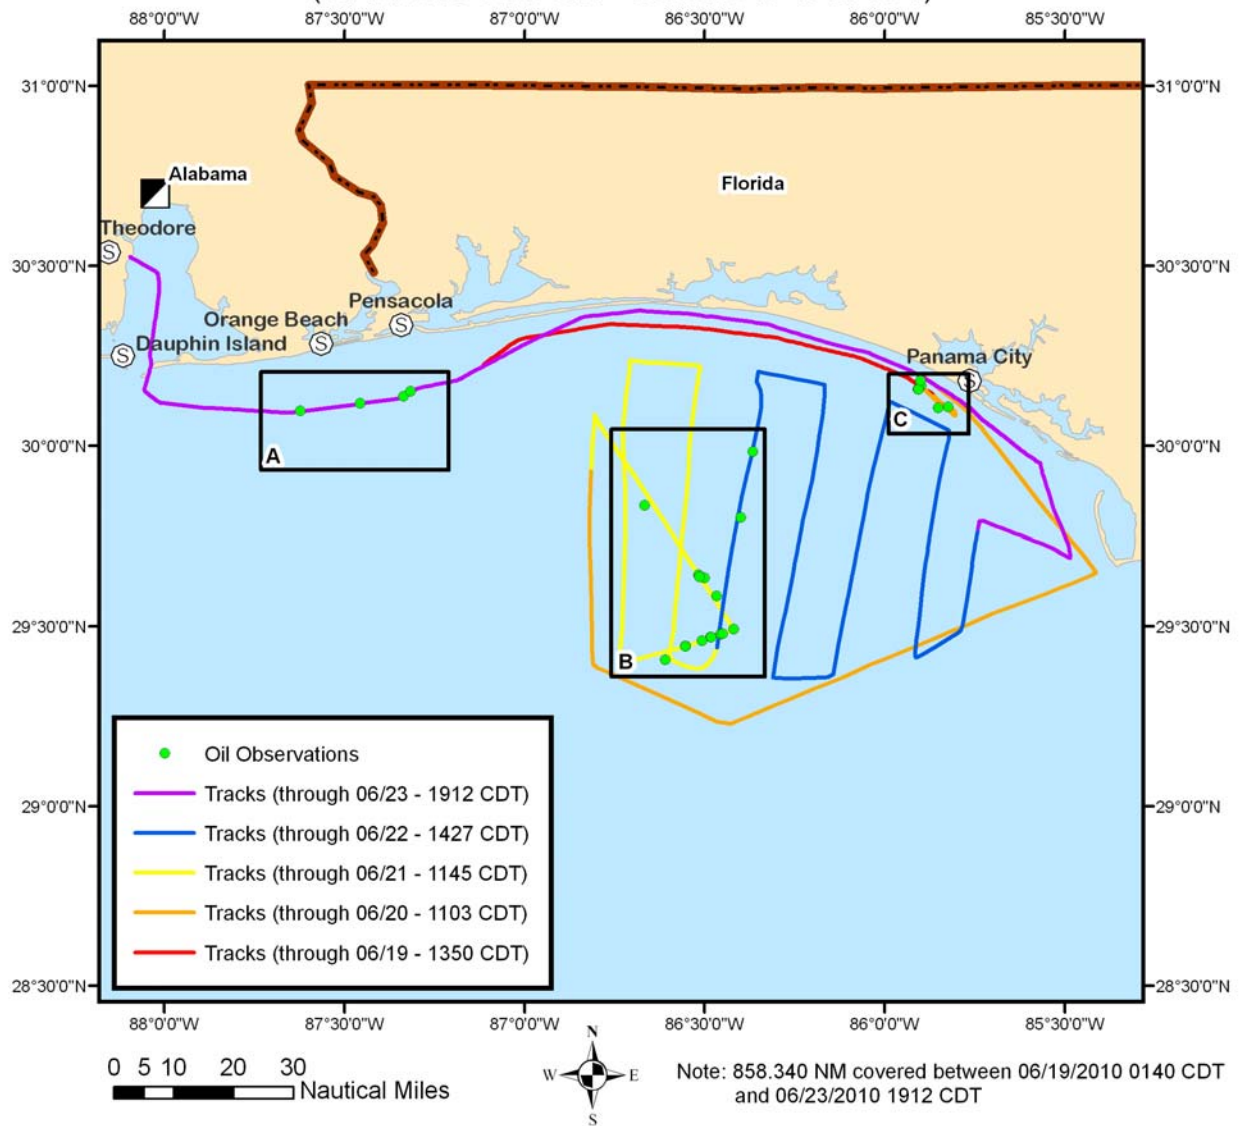 88°0'0"W 87°30'0"W 87°0'0"W 86°30'0"W 86°0'0"W 85°30'0"W
31°0'0"N 31°0'0"N
Alabama
Florida
Theodore
30°30'0"N 30°30'0"N
Pensacola
Orange Beach
Dauphin Island
Panama City
S
S
S
S
S
30°0'0"N 30°0'0"N
A
C
29°30'0"N 29°30'0"N
B
Oil Observations
Tracks (through 06/23 - 1912 CDT)
29°0'0"N 29°0'0"N
Tracks (through 06/22 - 1427 CDT)
Tracks (through 06/21 - 1145 CDT)
Tracks (through 06/20 - 1103 CDT)
Tracks (through 06/19 - 1350 CDT)
28°30'0"N 28°30'0"N
88°0'0"W 87°30'0"W 87°0'0"W 86°30'0"W 86°0'0"W 85°30'0"W
0 5 10 20 30
Nautical Miles
N
W E
S
Note: 858.340 NM covered between 06/19/2010 0140 CDT
and 06/23/2010 1912 CDT